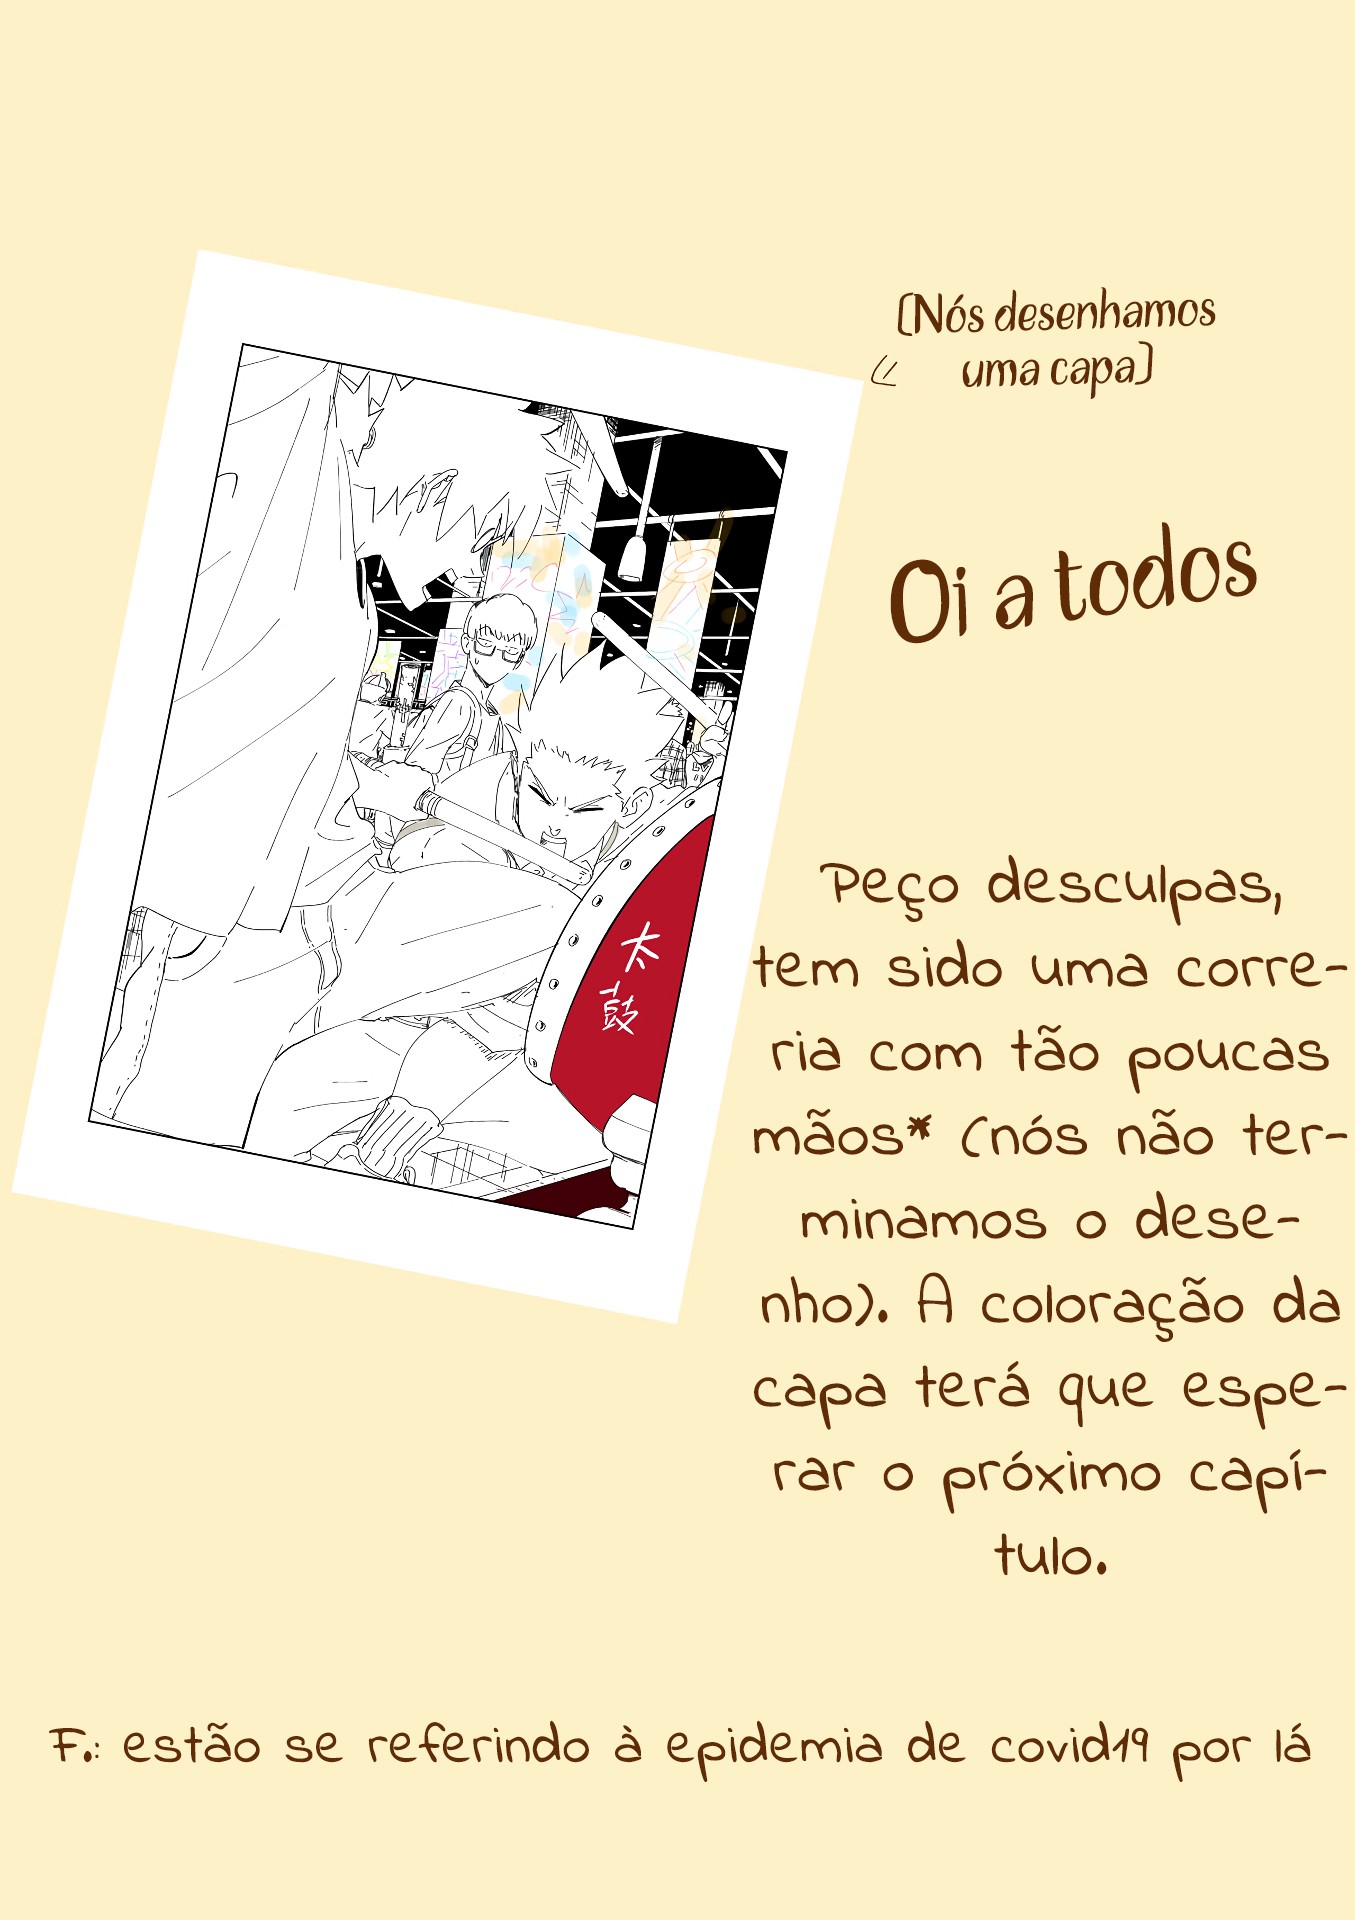 [Nós desenhamos
uma capa]
Oi a todos
太
鼓
Peço desculpas,
tem sido uma corre-
ria com tão poucas
mãos* (nós não ter-
minamos o dese-
nho). A coloração da
capa terá que espe-
rar o próximo capí-
tulo.
F.: estão se referindo à epidemia de covid19 por lá